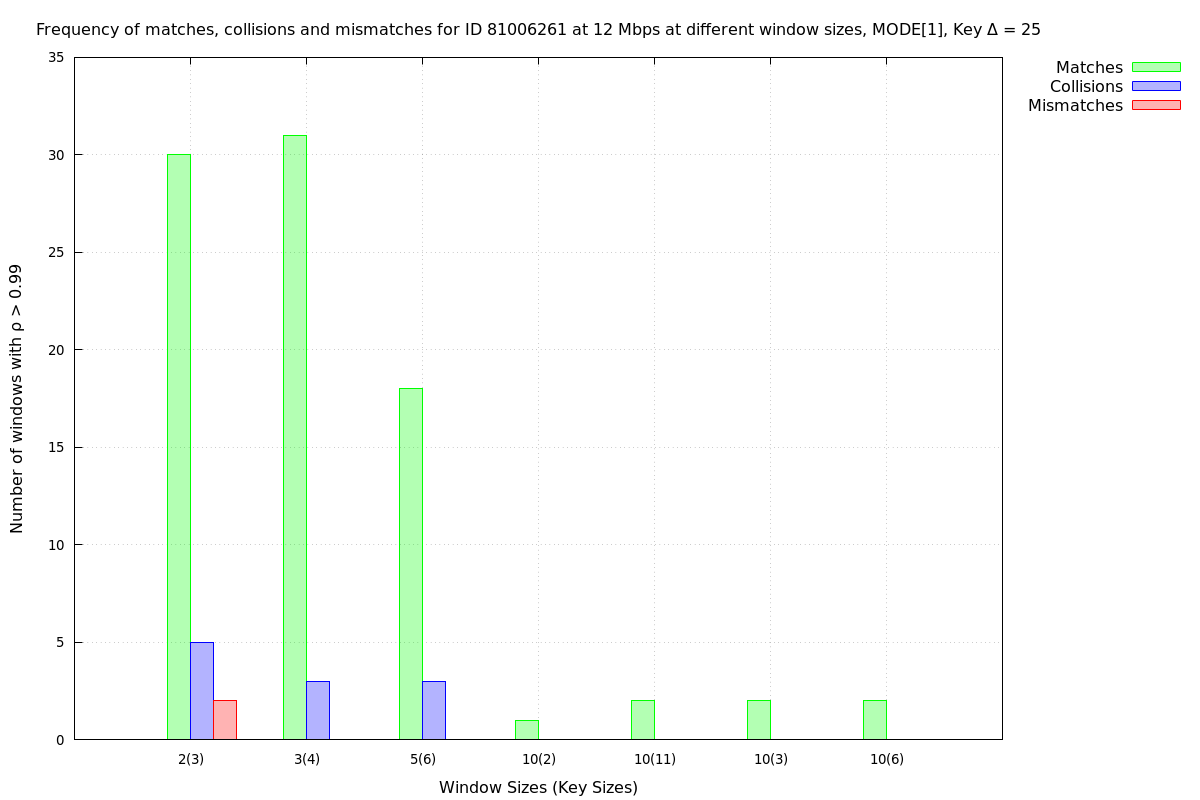 Frequency of matches, collisions and mismatches for ID 81006261 at 12 Mbps at different window sizes, MODE[1], Key Δ = 25
Matches
Collisions
Mismatches
Number of windows with ρ > 0.99
35
30
25
20
15
10
5
0
2(3) 3(4) 5(6) 10(2) 10(11) 10(3) 10(6)
Window Sizes (Key Sizes)